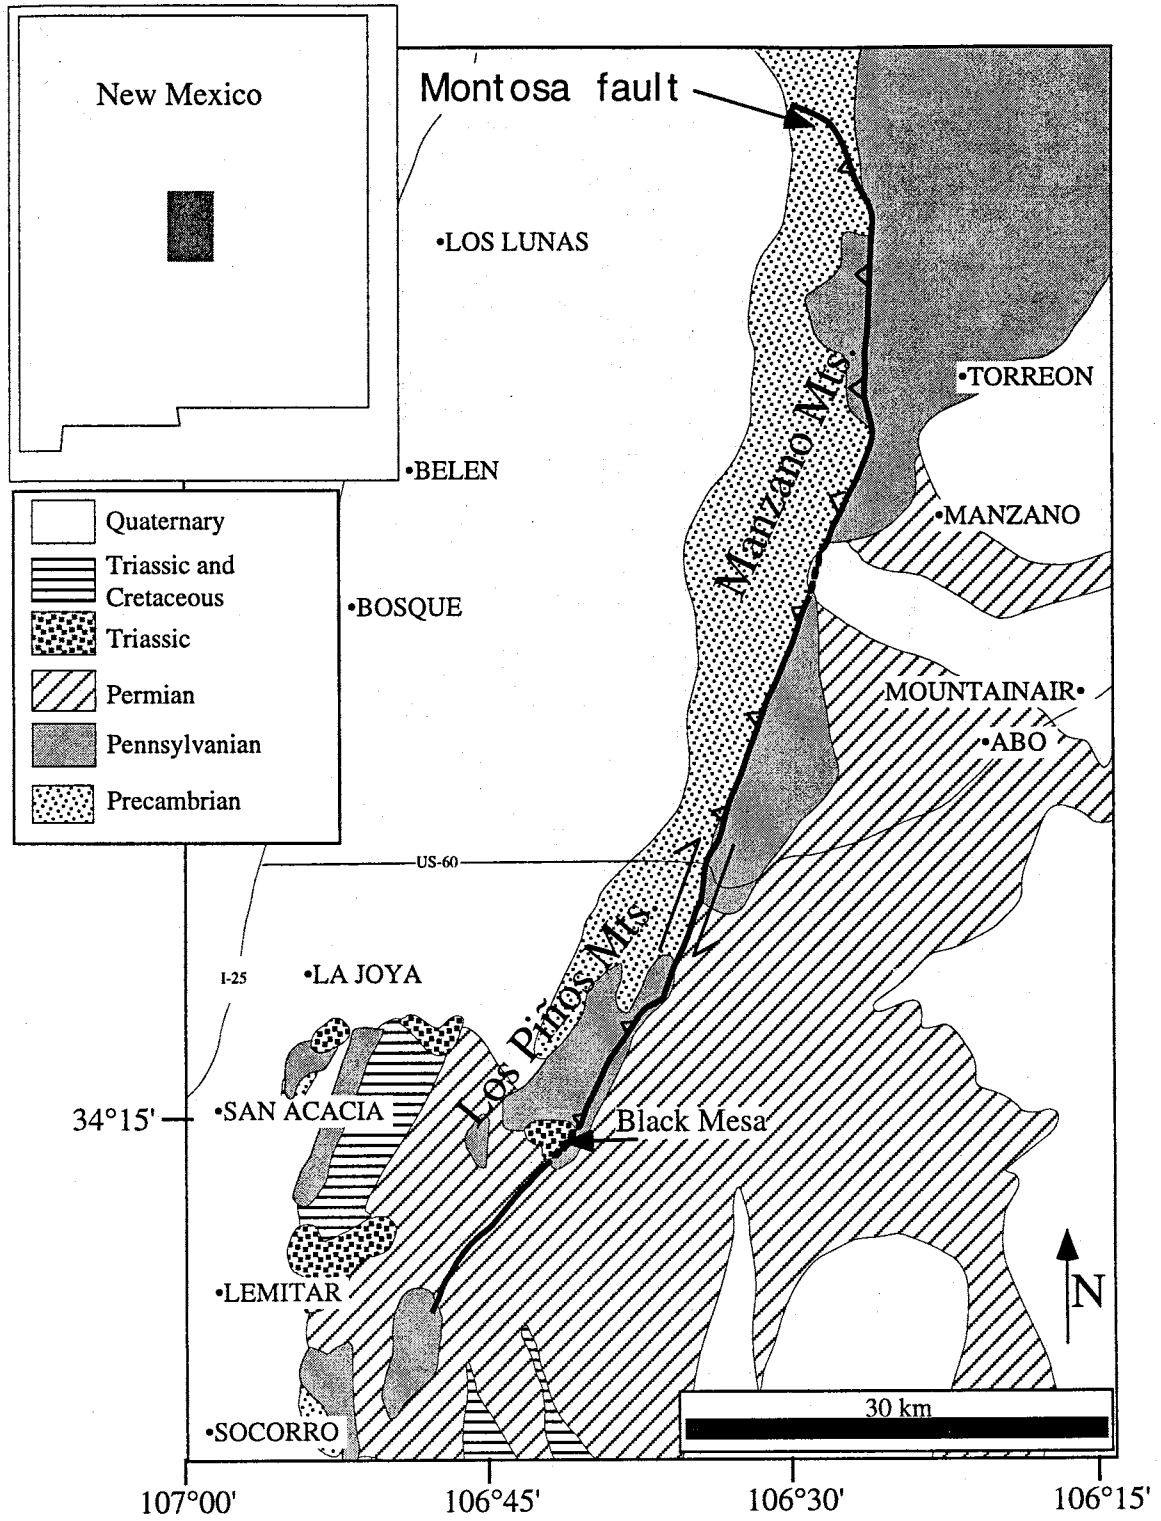 New Mexico
Montosa fault
•LOS LUNAS
•TORREON
Manzano Mts.
•BELEN
•MANZANO
Quaternary
Triassic and
Cretaceous
Triassic
Permian
Pennsylvanian
Precambrian
•BOSQUE
MOUNTAINAIR•
•ABO
US-60
Los Piños Mts.
I-25
•LA JOYA
34°15'
•SAN ACACIA
Black Mesa
•LEMITAR
N
30 km
•SOCORRO
107°00'
106°45'
106°30'
106°15'